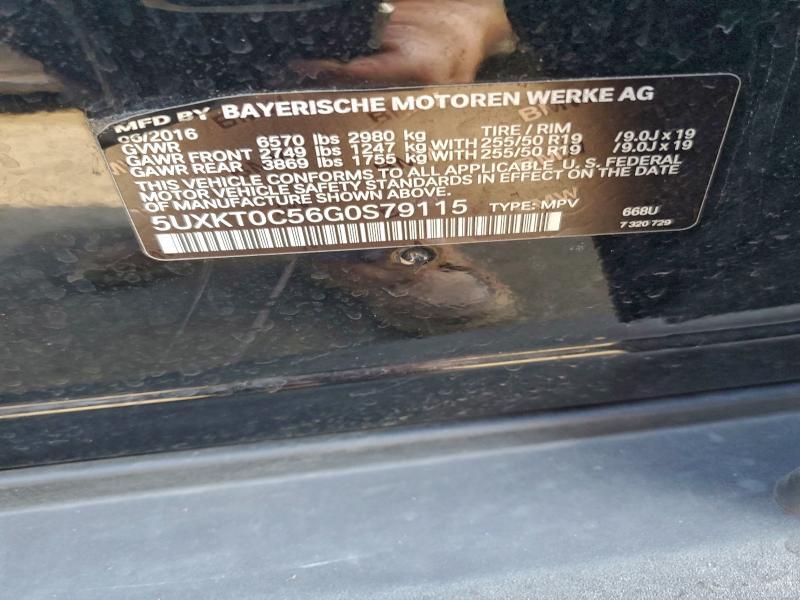 MFD BY BAYERISCHE MOTOREN WERKE AG
06/2016 TIRE / RIM
GVWR 6570 lbs 2980 kg
GAWR FRONT 2749 lbs 1247 kg WITH 255/50 R19 /9.0J x 19
GAWR REAR 3869 lbs 1755 kg WITH 255/50 R19 /9.0J x 19
THIS VEHICLE CONFORMS TO ALL APPLICABLE U.S. FEDERAL
MOTOR VEHICLE SAFETY STANDARDS IN EFFECT ON THE DATE
OF MANUFACTURE SHOWN ABOVE.
5UXKT0C56G0S79115 TYPE: MPV 668U
7 320 729